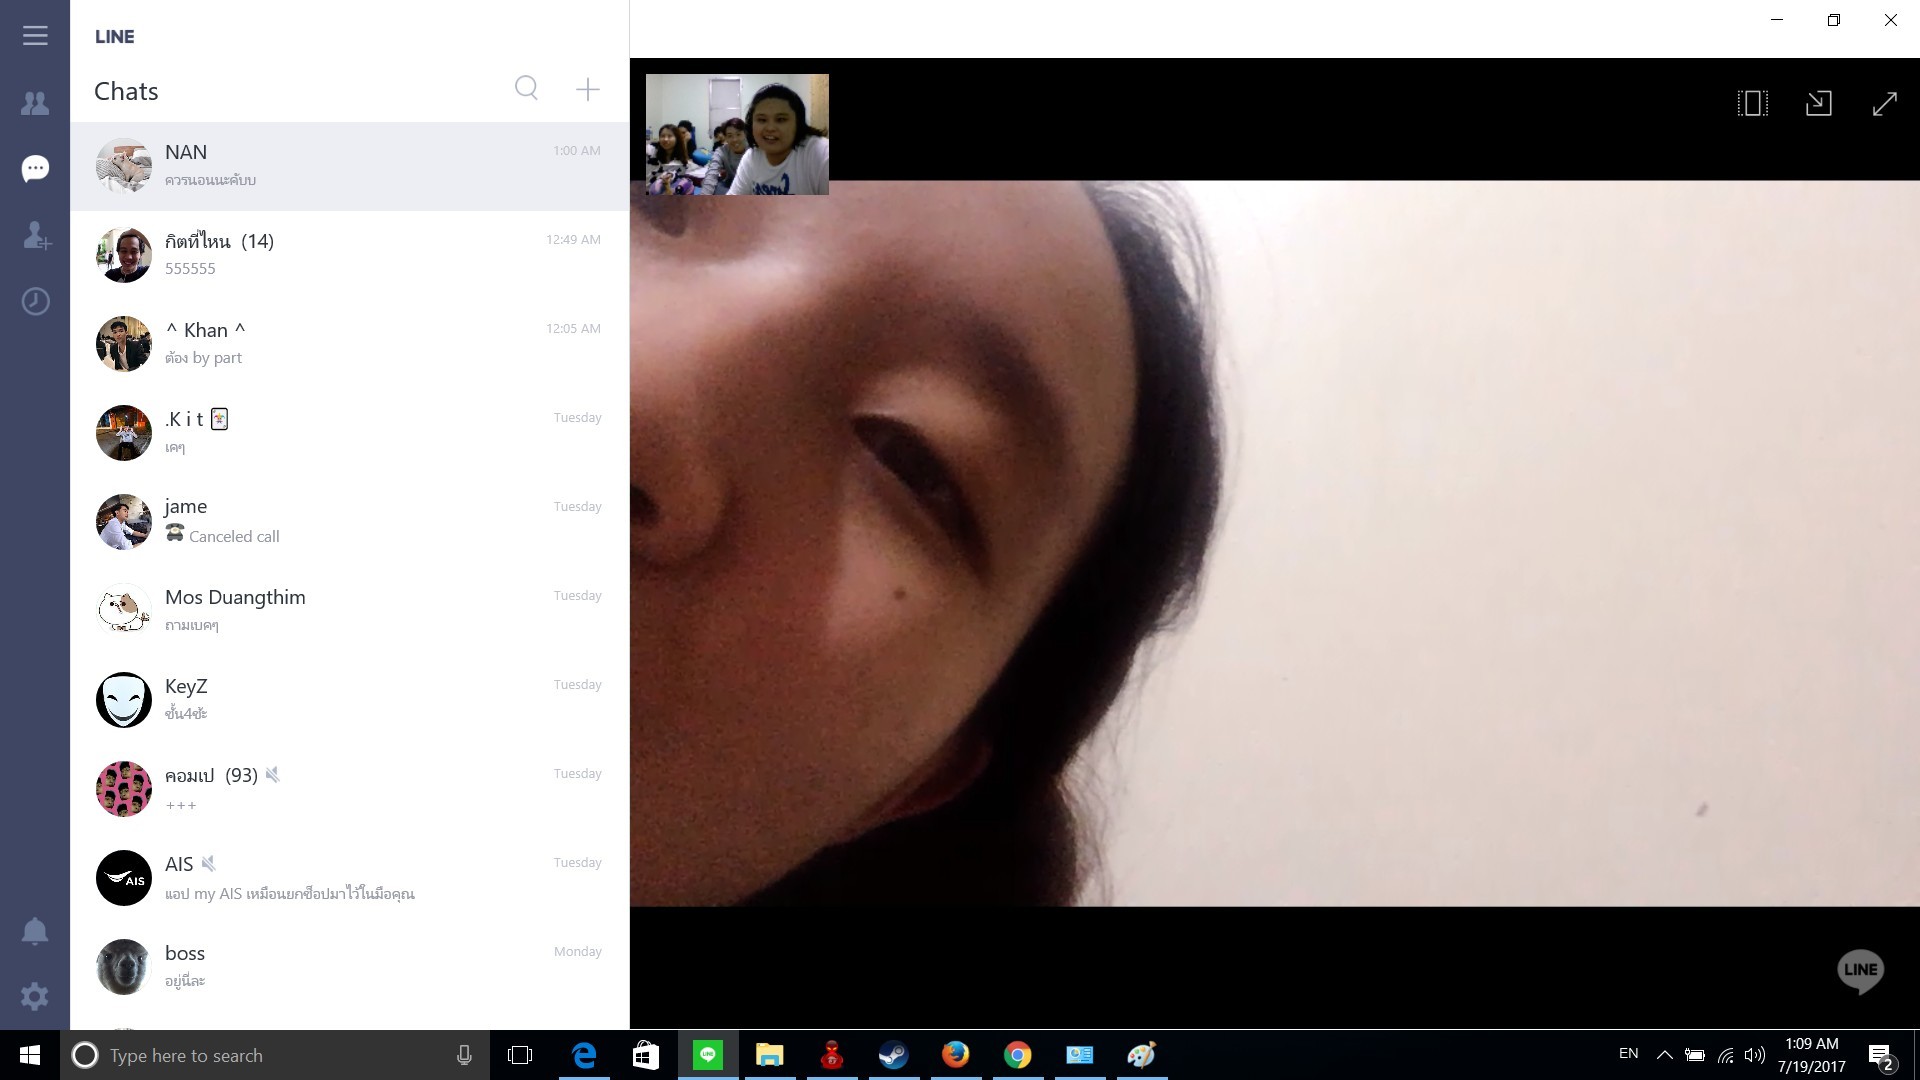 LINE
Chats
NAN
1:00 AM
ควรนอนนะคับบ
กิตที่ไหน (14)
12:49 AM
555555
^ Khan ^
12:05 AM
ต้อง by part
.K i t
Tuesday
เคๆ
jame
Tuesday
Canceled call
Mos Duangthim
Tuesday
ถามเบคๆ
KeyZ
Tuesday
ชั้น4ซ้ะ
คอมเป (93)
Tuesday
+++
AIS
Tuesday
AIS
แอป my AIS เหมือนยกช็อปมาไว้ในมือคุณ
boss
Monday
อยู่นี่ละ
LINE
Type here to search
EN
1:09 AM
7/19/2017
2